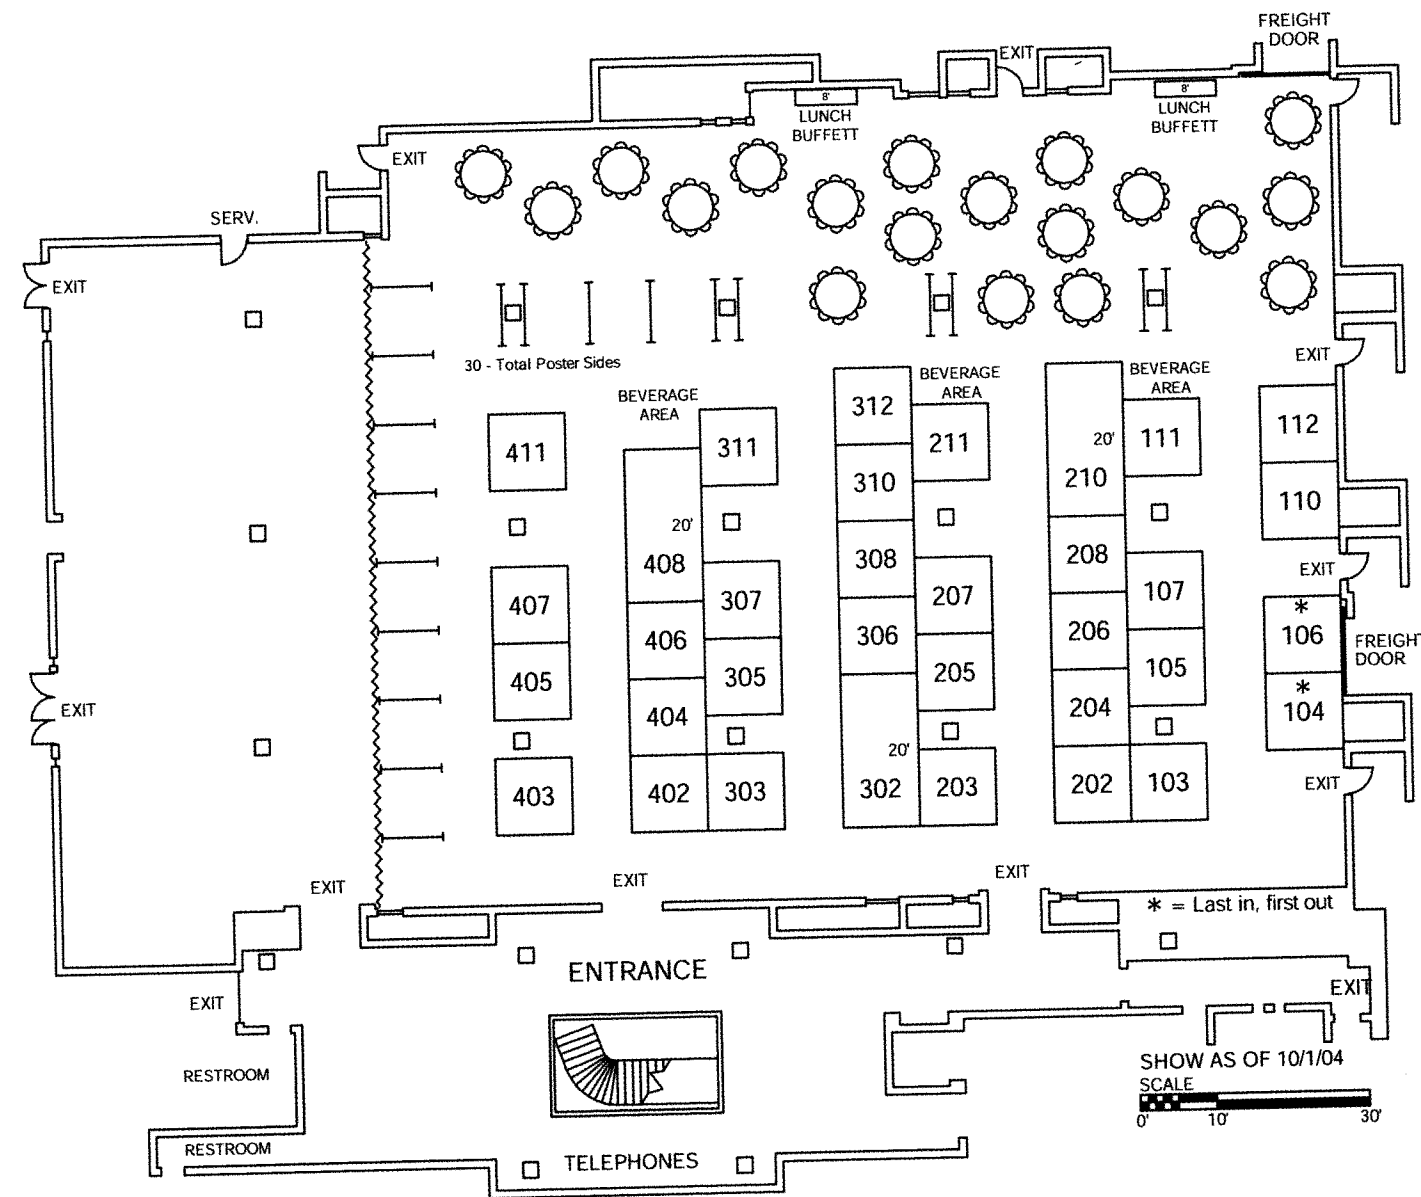 FREIGHT
DOOR
EXIT
8'
LUNCH
BUFFETT
8'
LUNCH
BUFFETT
EXIT
SERV.
EXIT
30 - Total Poster Sides
EXIT
BEVERAGE
AREA
BEVERAGE
AREA
BEVERAGE
AREA
312
211
20'
210
111
112
411
311
310
110
20'
408
308
208
EXIT
407
307
207
107
406
306
206
*
106
FREIGHT
DOOR
405
305
205
105
404
204
*
104
EXIT
20'
302
403
402
303
203
202
103
EXIT
EXIT
EXIT
EXIT
* = Last in, first out
ENTRANCE
EXIT
EXIT
RESTROOM
RESTROOM
TELEPHONES
SHOW AS OF 10/1/04
SCALE
0'
10'
30'